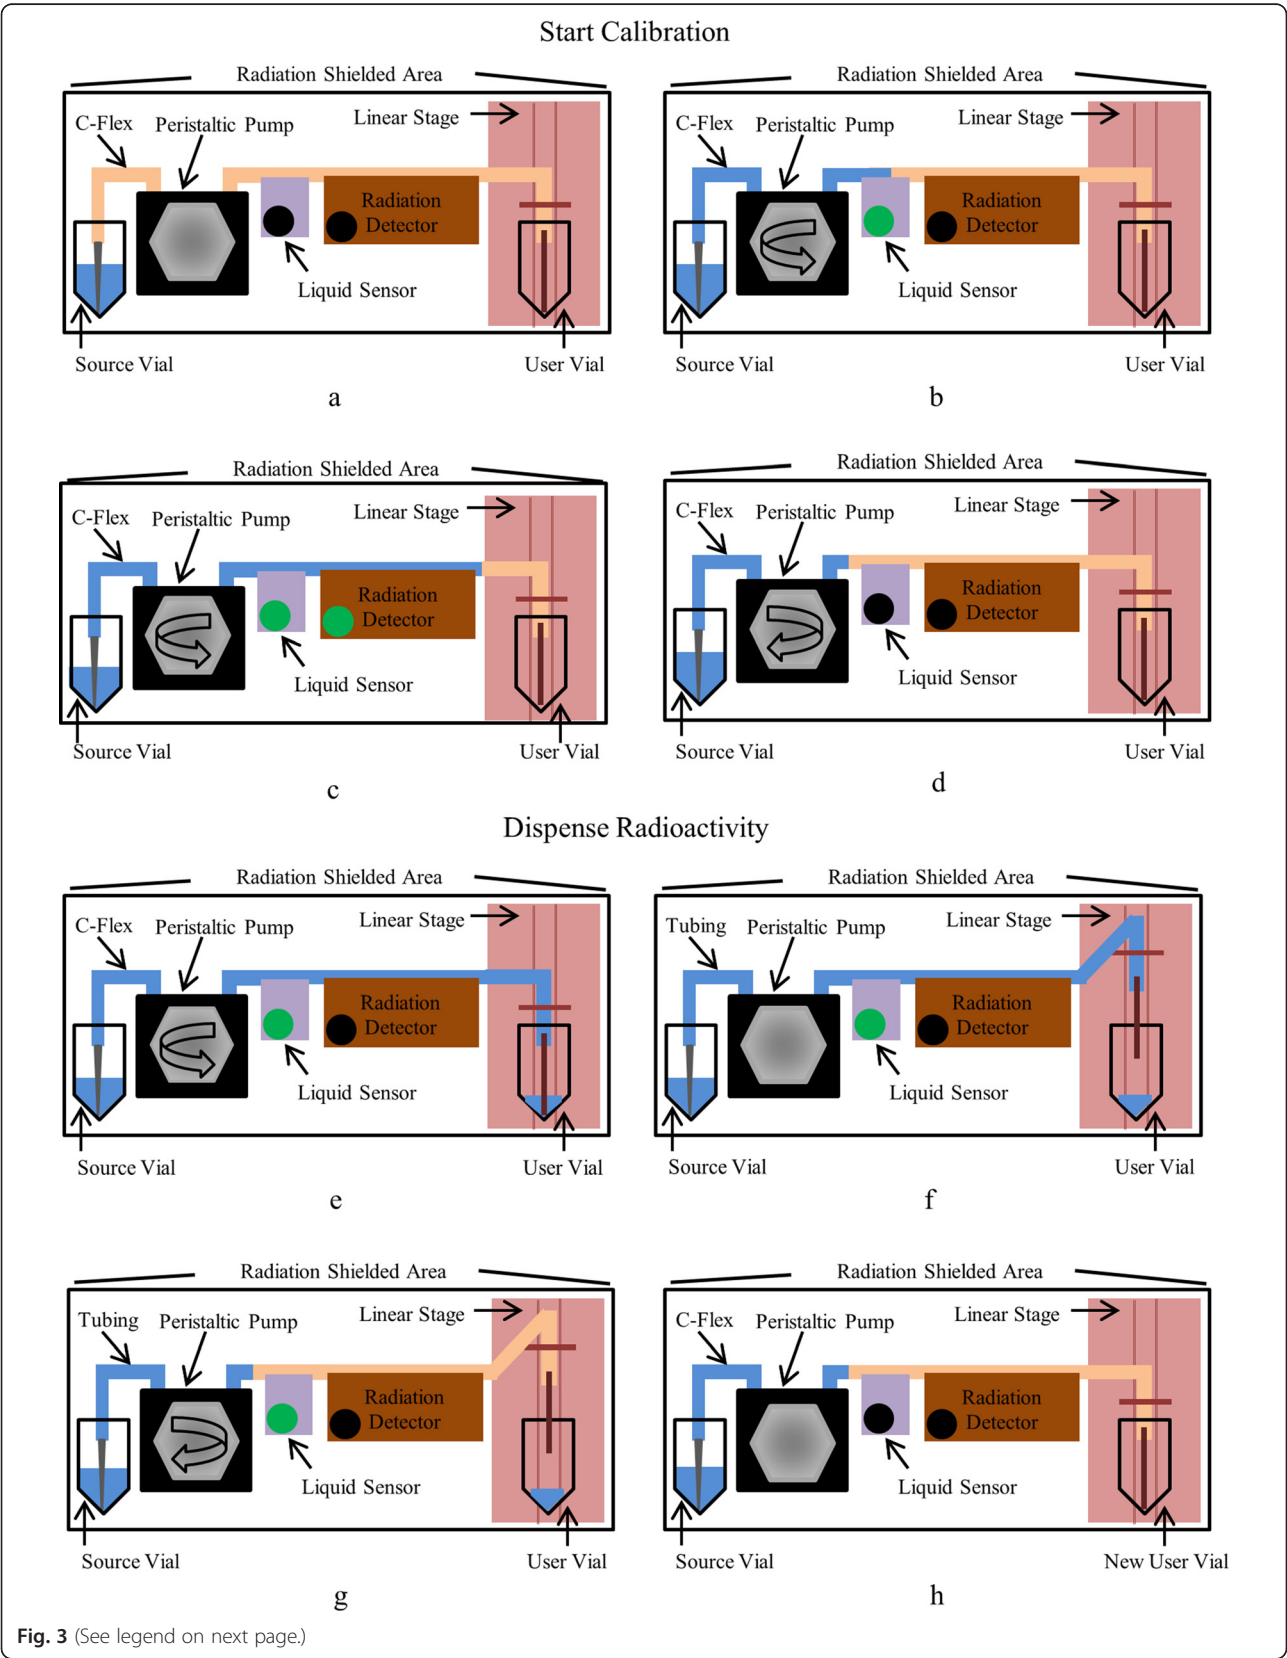 Start Calibration
Radiation Shielded Area
C-Flex
Peristaltic Pump
Linear Stage
Radiation
Detector
Liquid Sensor
Source Vial
User Vial
a
Radiation Shielded Area
C-Flex
Peristaltic Pump
Linear Stage
Radiation
Detector
Liquid Sensor
Source Vial
User Vial
b
Radiation Shielded Area
C-Flex
Peristaltic Pump
Linear Stage
Radiation
Detector
Liquid Sensor
Source Vial
User Vial
c
Radiation Shielded Area
C-Flex
Peristaltic Pump
Linear Stage
Radiation
Detector
Liquid Sensor
Source Vial
User Vial
d
Dispense Radioactivity
Radiation Shielded Area
C-Flex
Peristaltic Pump
Linear Stage
Radiation
Detector
Liquid Sensor
Source Vial
User Vial
e
Radiation Shielded Area
Tubing
Peristaltic Pump
Linear Stage
Radiation
Detector
Liquid Sensor
Source Vial
User Vial
f
Radiation Shielded Area
Tubing
Peristaltic Pump
Linear Stage
Radiation
Detector
Liquid Sensor
Source Vial
User Vial
g
Radiation Shielded Area
C-Flex
Peristaltic Pump
Linear Stage
Radiation
Detector
Liquid Sensor
Source Vial
New User Vial
h
Fig. 3 (See legend on next page.)